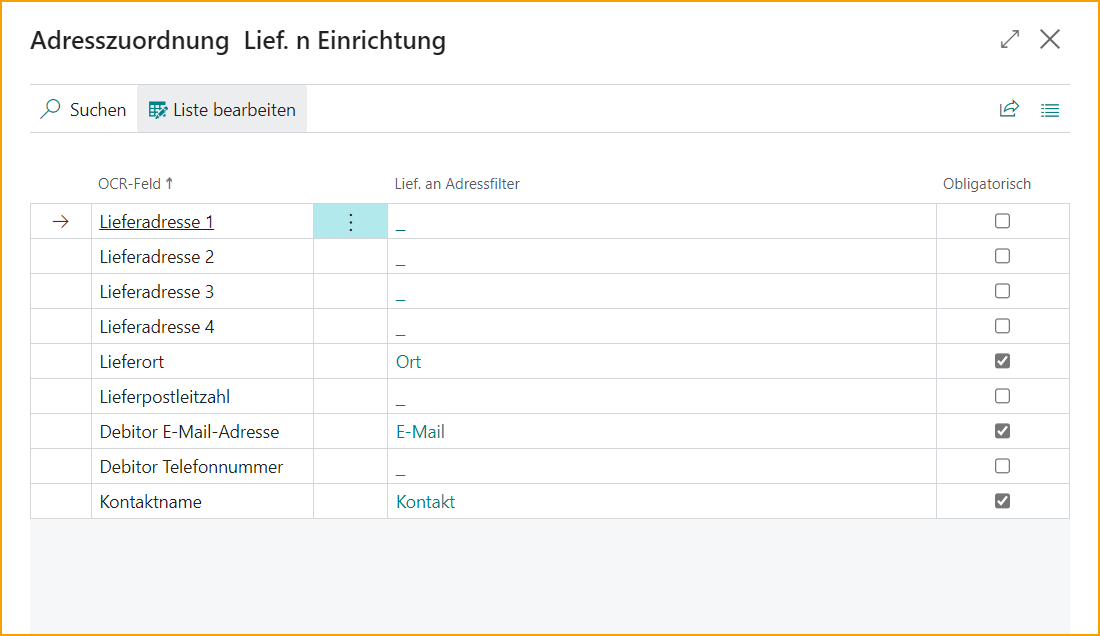 Adresszuordnung Lief. n Einrichtung
Suchen Liste bearbeiten
OCR-Feld ↑ Lief. an Adressfilter Obligatorisch
Lieferadresse 1 _
Lieferadresse 2 _
Lieferadresse 3 _
Lieferadresse 4 _
Lieferort Ort
Lieferpostleitzahl _
Debitor E-Mail-Adresse E-Mail
Debitor Telefonnummer _
Kontaktname Kontakt